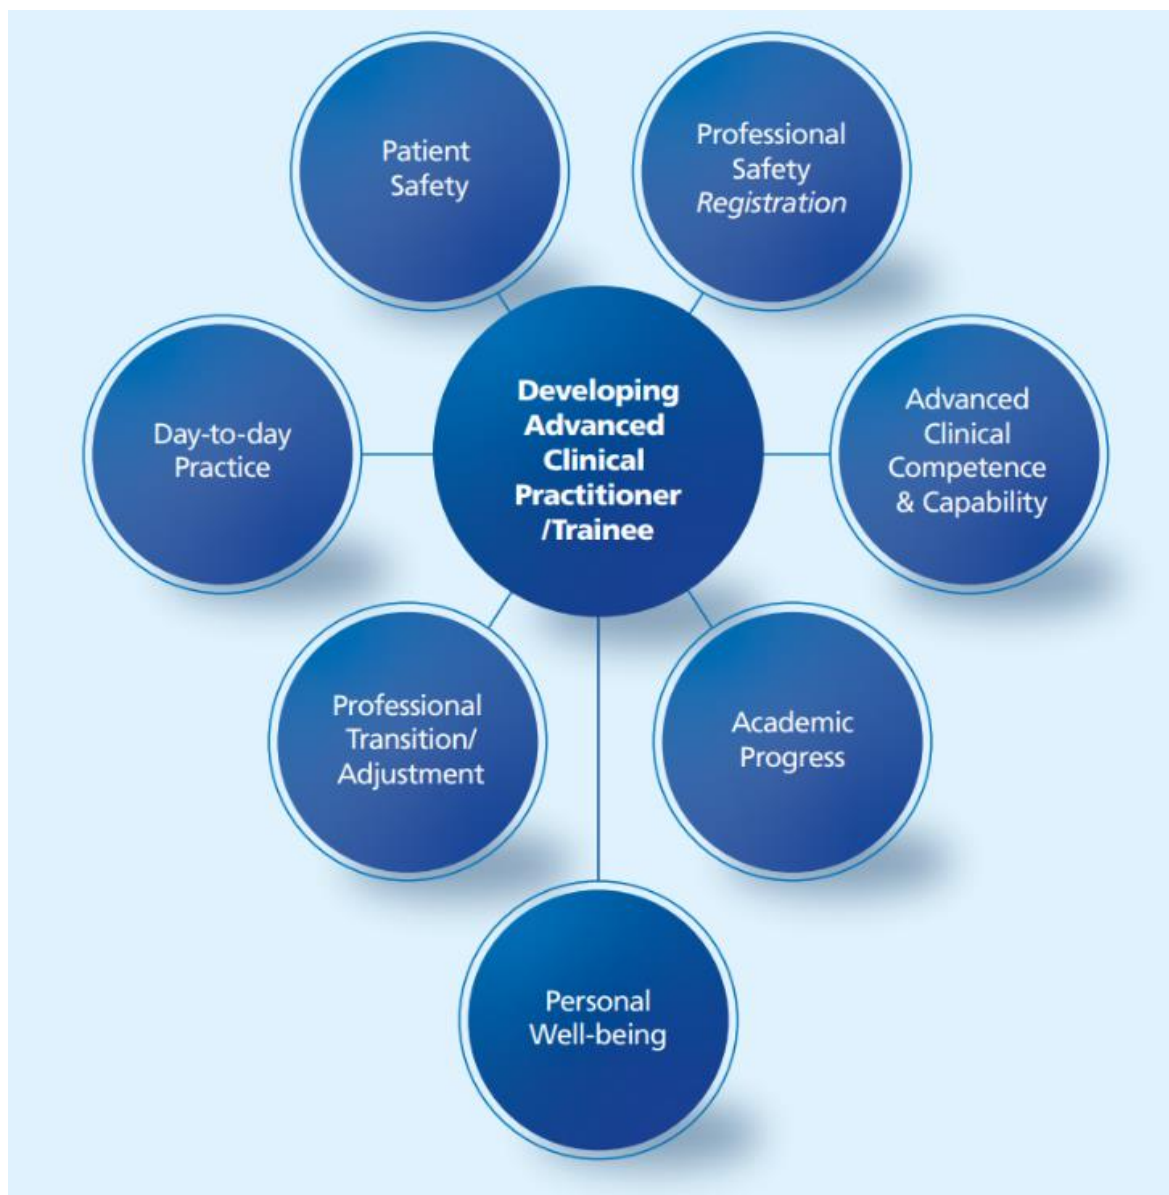 Patient
Safety
Professional
Safety
Registration
Day-to-day
Practice
Developing
Advanced
Clinical
Practitioner
/Trainee
Advanced
Clinical
Competence
& Capability
Professional
Transition/
Adjustment
Academic
Progress
Personal
Well-being